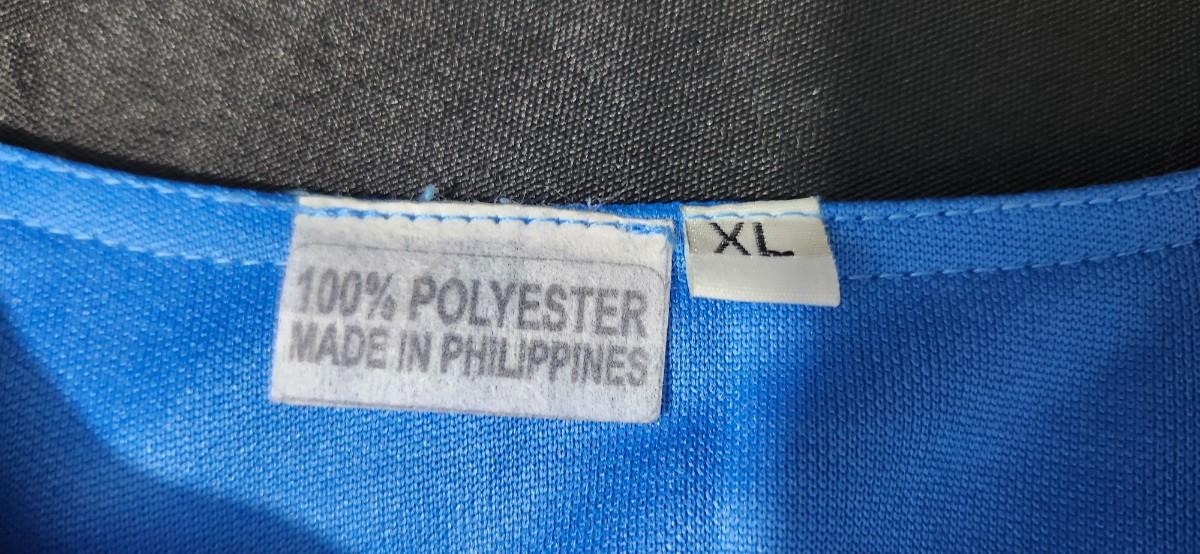 100% POLYESTER
MADE IN PHILIPPINES
XL